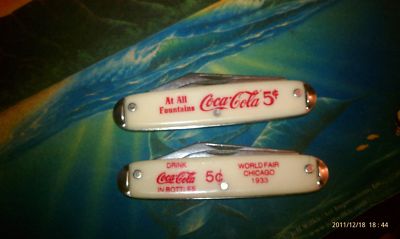 At All
Fountains
Coca-Cola 5¢
DRINK
Coca-Cola
IN BOTTLES
5¢
WORLD FAIR
CHICAGO
1933
2011/12/18 18:44